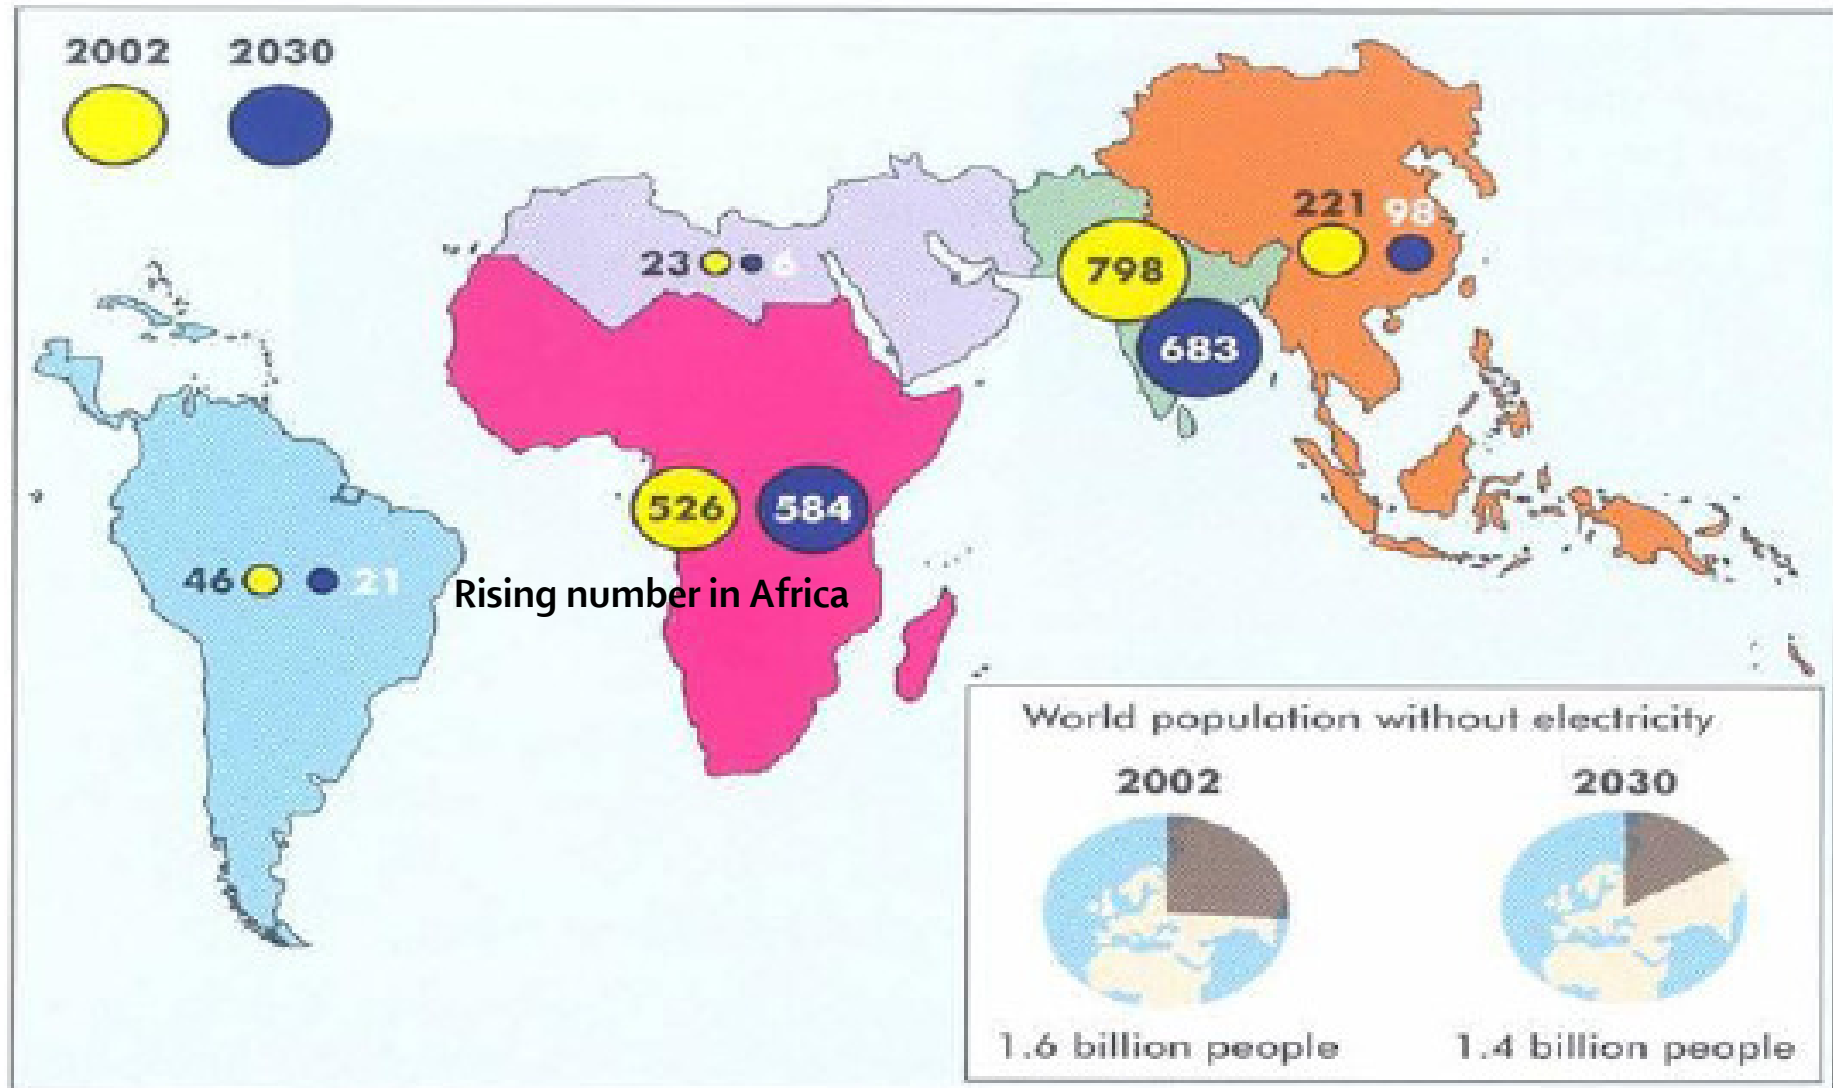 2002 2030
221 98
23 6
798
683
526 584
46 21
Rising number in Africa
World population without electricity
2002 2030
1.6 billion people 1.4 billion people